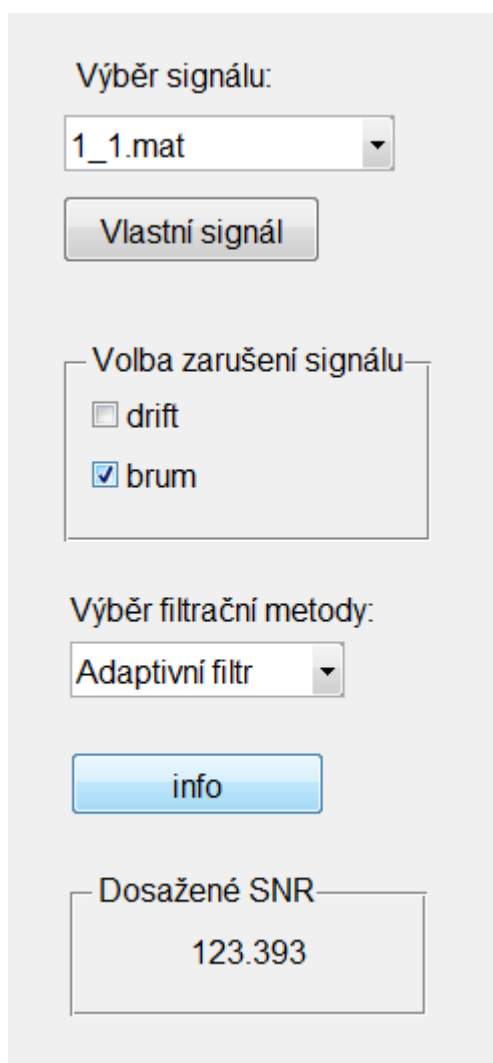 Výběr signálu:
1_1.mat
Vlastní signál
Volba zarušení signálu
drift
brum
Výběr filtrační metody:
Adaptivní filtr
info
Dosažené SNR
123.393